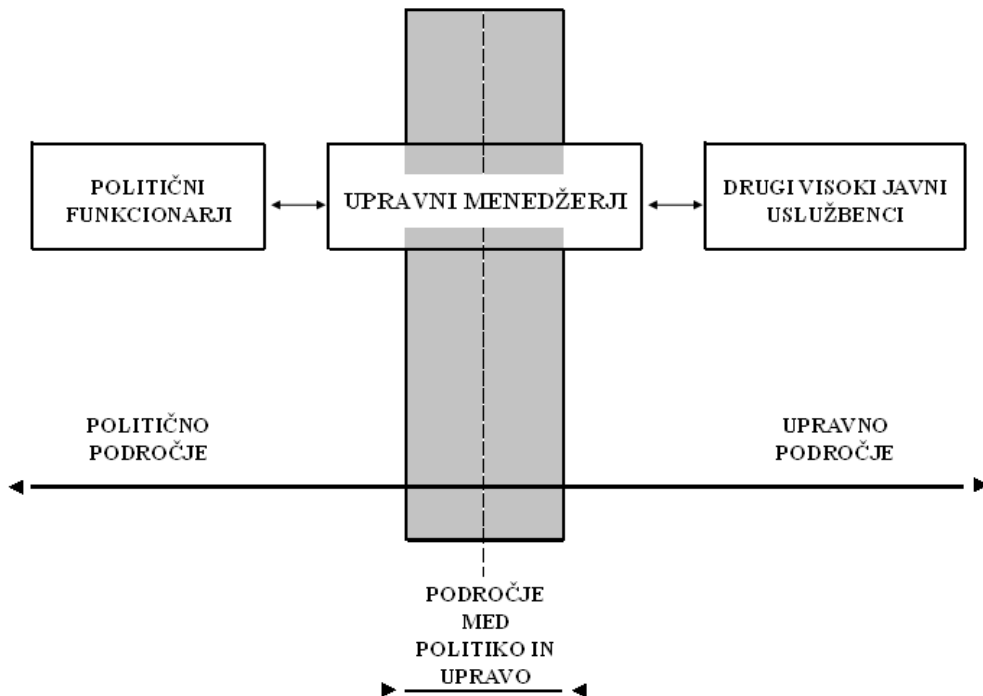 POLITIČNI
FUNKCIONARJI
UPRAVNI MENEDŽERJI
DRUGI VISOKI JAVNI
USLUŽBENCI
POLITIČNO
PODROČJE
UPRAVNO
PODROČJE
PODROČJE
MED
POLITIKO IN
UPRAVO